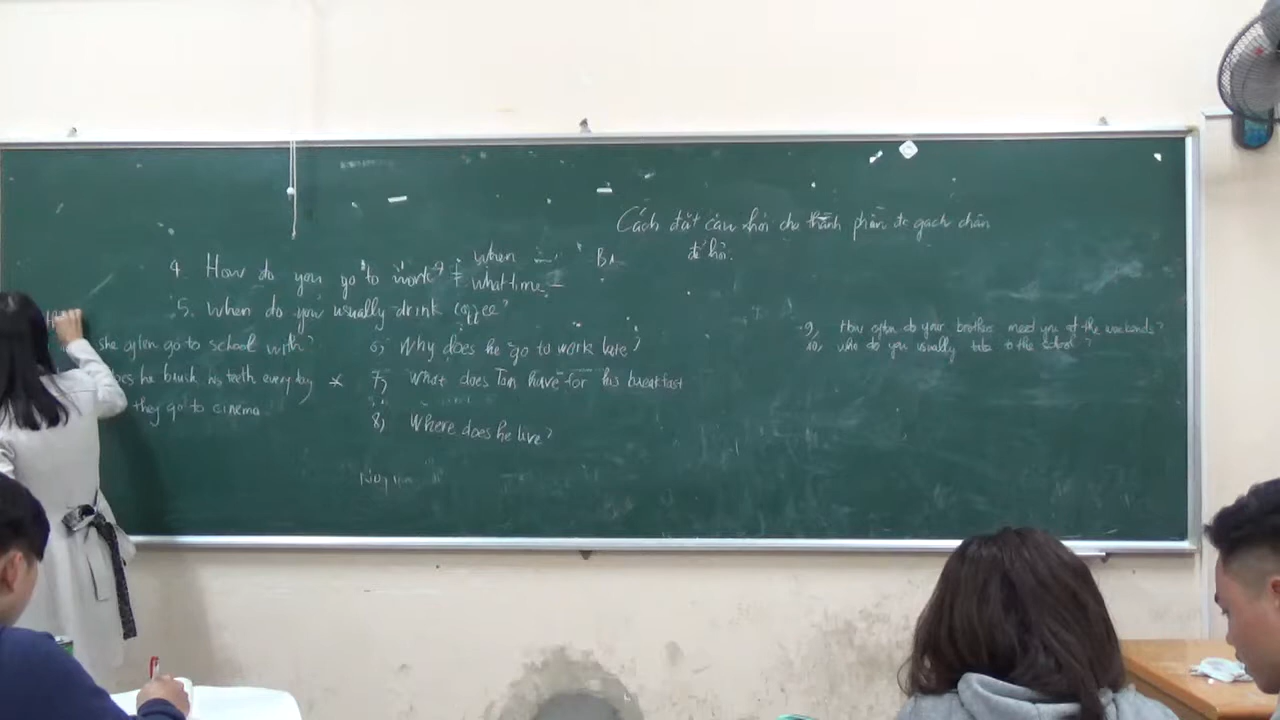 Cách đặt câu hỏi cho thành phần đc gạch chân
để hỏi.
4. How do you go to work?
when
what time
5. When do you usually drink coffee?
she often go to school with?
does he brush his teeth everyday *
they go to cinema
6, Why does he go to work late?
7, What does Tan have for his breakfast
8, Where does he live?
9, How often do your brother meet you at the weekends?
10, who do you usually take to the school?